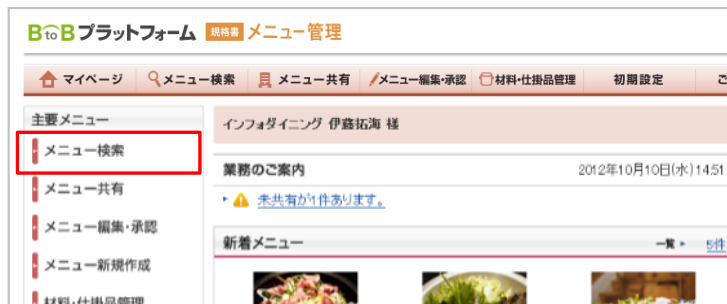 BtoBプラットフォーム 規格書 メニュー管理
マイページ メニュー検索 メニュー共有 メニュー編集・承認 材料・仕掛品管理 初期設定
主要メニュー
メニュー検索
メニュー共有
メニュー編集・承認
メニュー新規作成
材料・仕掛品管理
インフォダイニング 伊藤拓海 様
業務のご案内 2012年10月10日(水)14:51
未共有が1件あります。
新着メニュー 一覧 5件